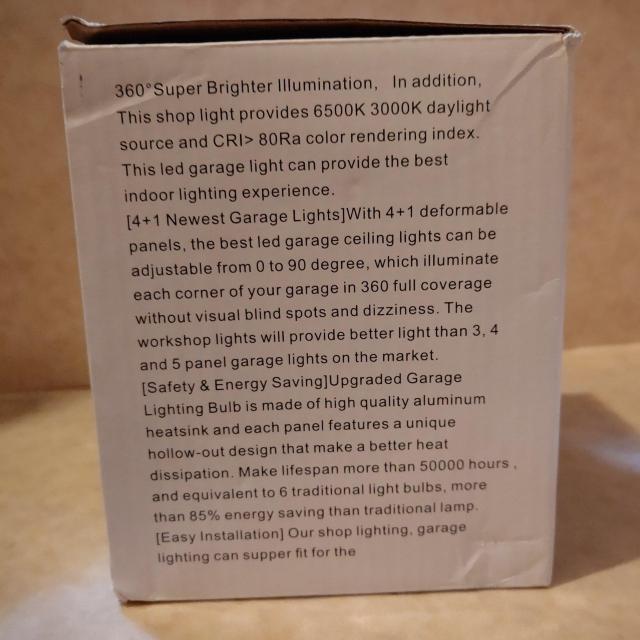 360°Super Brighter Illumination, In addition,
This shop light provides 6500K 3000K daylight
source and CRI> 80Ra color rendering index.
This led garage light can provide the best
indoor lighting experience.
[4+1 Newest Garage Lights]With 4+1 deformable
panels, the best led garage ceiling lights can be
adjustable from 0 to 90 degree, which illuminate
each corner of your garage in 360 full coverage
without visual blind spots and dizziness. The
workshop lights will provide better light than 3, 4
and 5 panel garage lights on the market.
[Safety & Energy Saving]Upgraded Garage
Lighting Bulb is made of high quality aluminum
heatsink and each panel features a unique
hollow-out design that make a better heat
dissipation. Make lifespan more than 50000 hours ,
and equivalent to 6 traditional light bulbs, more
than 85% energy saving than traditional lamp.
[Easy Installation] Our shop lighting, garage
lighting can supper fit for the